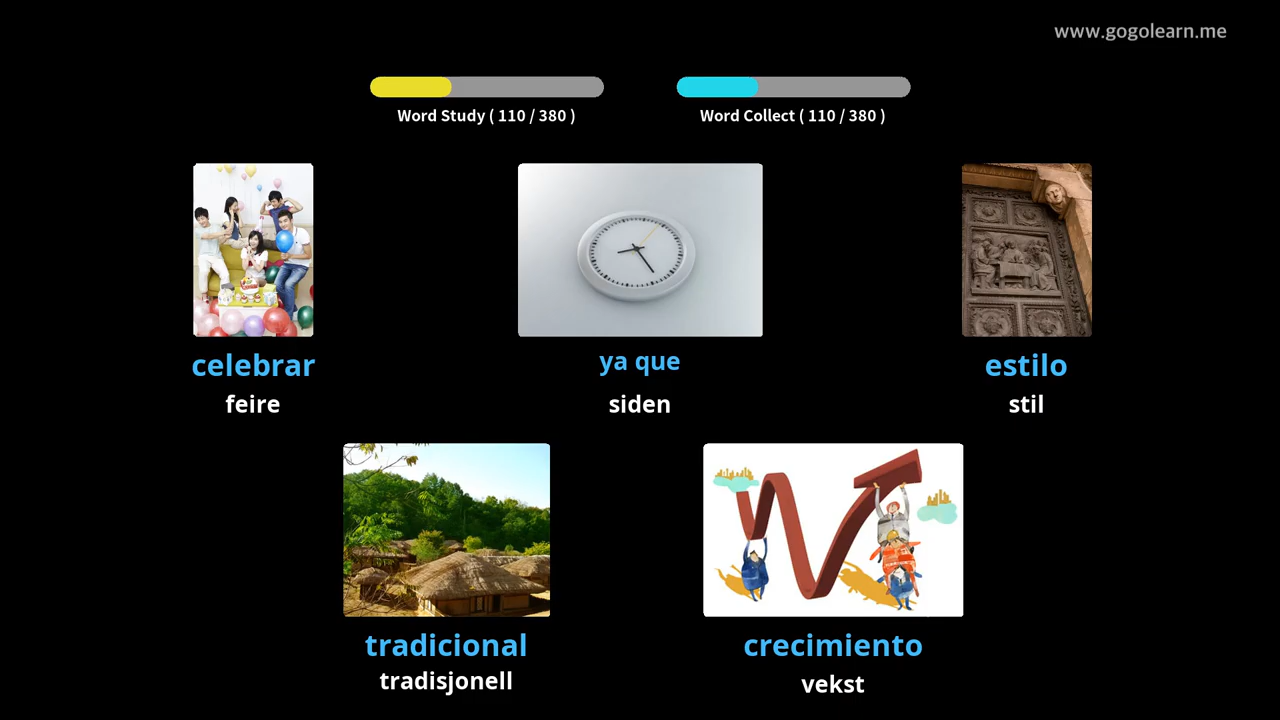 www.gogolearn.me
Word Study ( 110 / 380 )
Word Collect ( 110 / 380 )
celebrar
feire
ya que
siden
estilo
stil
tradicional
tradisjonell
crecimiento
vekst